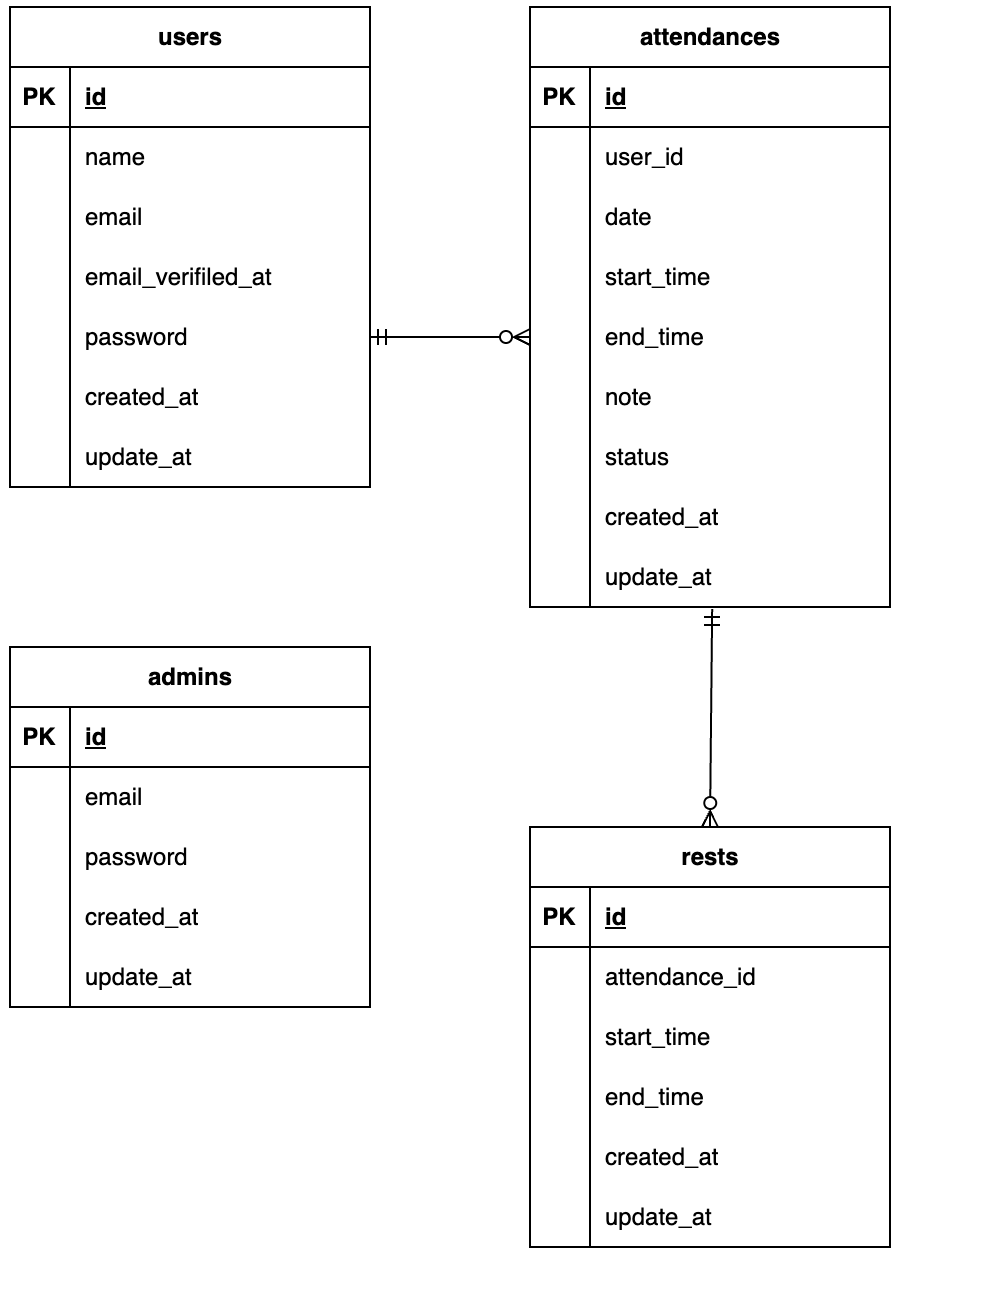 users
PK id
name
email
email_verifiled_at
password
created_at
update_at
attendances
PK id
user_id
date
start_time
end_time
note
status
created_at
update_at
admins
PK id
email
password
created_at
update_at
rests
PK id
attendance_id
start_time
end_time
created_at
update_at